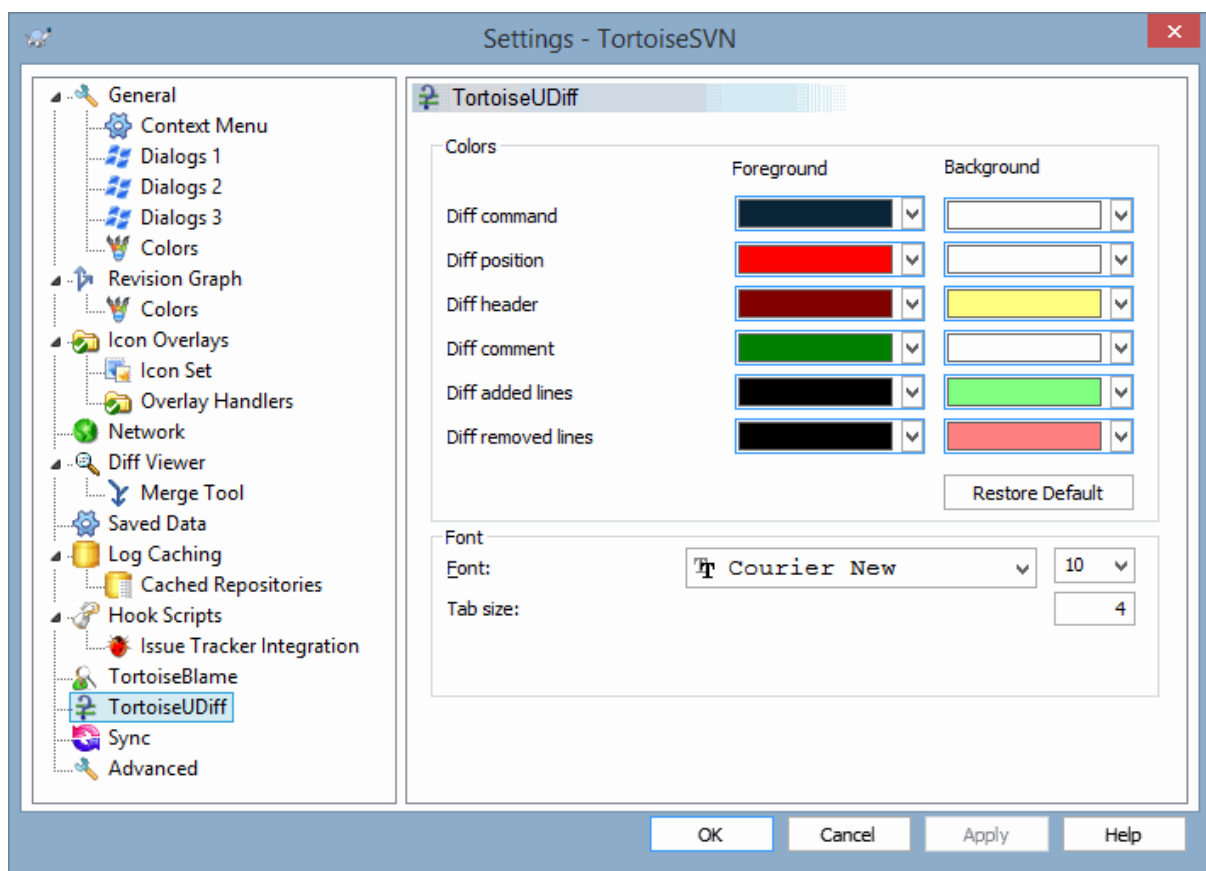 Settings - TortoiseSVN
General
Context Menu
Dialogs 1
Dialogs 2
Dialogs 3
Colors
Revision Graph
Colors
Icon Overlays
Icon Set
Overlay Handlers
Network
Diff Viewer
Merge Tool
Saved Data
Log Caching
Cached Repositories
Hook Scripts
Issue Tracker Integration
TortoiseBlame
TortoiseUDiff
Sync
Advanced
TortoiseUDiff
Colors
Foreground Background
Diff command
Diff position
Diff header
Diff comment
Diff added lines
Diff removed lines
Restore Default
Font
Font: Courier New 10
Tab size: 4
OK Cancel Apply Help